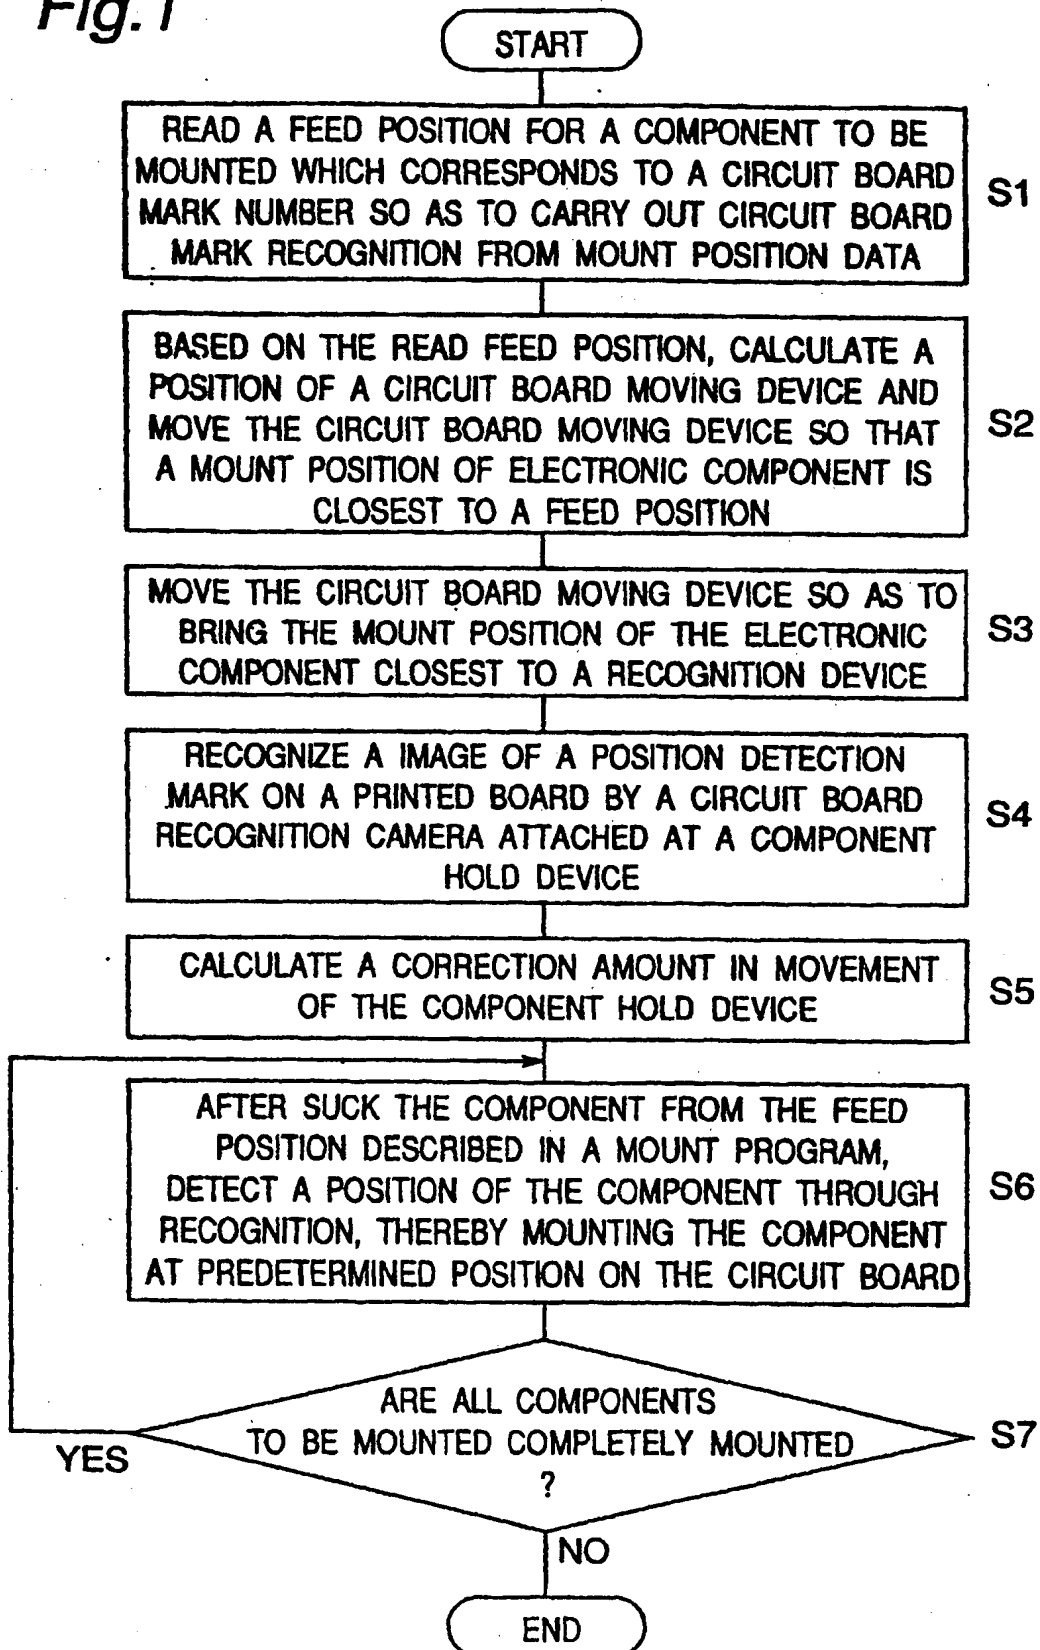 Fig. 1
START
READ A FEED POSITION FOR A COMPONENT TO BE
MOUNTED WHICH CORRESPONDS TO A CIRCUIT BOARD
MARK NUMBER SO AS TO CARRY OUT CIRCUIT BOARD
MARK RECOGNITION FROM MOUNT POSITION DATA
S1
BASED ON THE READ FEED POSITION, CALCULATE A
POSITION OF A CIRCUIT BOARD MOVING DEVICE AND
MOVE THE CIRCUIT BOARD MOVING DEVICE SO THAT
A MOUNT POSITION OF ELECTRONIC COMPONENT IS
CLOSEST TO A FEED POSITION
S2
MOVE THE CIRCUIT BOARD MOVING DEVICE SO AS TO
BRING THE MOUNT POSITION OF THE ELECTRONIC
COMPONENT CLOSEST TO A RECOGNITION DEVICE
S3
RECOGNIZE A IMAGE OF A POSITION DETECTION
MARK ON A PRINTED BOARD BY A CIRCUIT BOARD
RECOGNITION CAMERA ATTACHED AT A COMPONENT
HOLD DEVICE
S4
CALCULATE A CORRECTION AMOUNT IN MOVEMENT
OF THE COMPONENT HOLD DEVICE
S5
AFTER SUCK THE COMPONENT FROM THE FEED
POSITION DESCRIBED IN A MOUNT PROGRAM,
DETECT A POSITION OF THE COMPONENT THROUGH
RECOGNITION, THEREBY MOUNTING THE COMPONENT
AT PREDETERMINED POSITION ON THE CIRCUIT BOARD
S6
ARE ALL COMPONENTS
TO BE MOUNTED COMPLETELY MOUNTED
?
S7
YES
NO
END